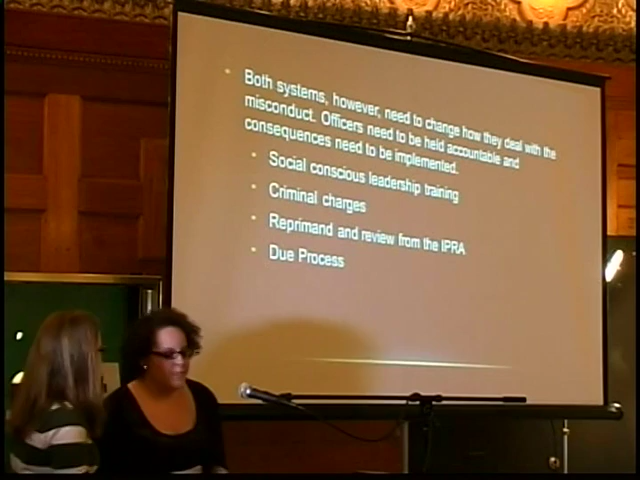 Both systems, however, need to change how they deal with the
misconduct. Officers need to be held accountable and
consequences need to be implemented.
Social conscious leadership training
Criminal charges
Reprimand and review from the IPRA
Due Process